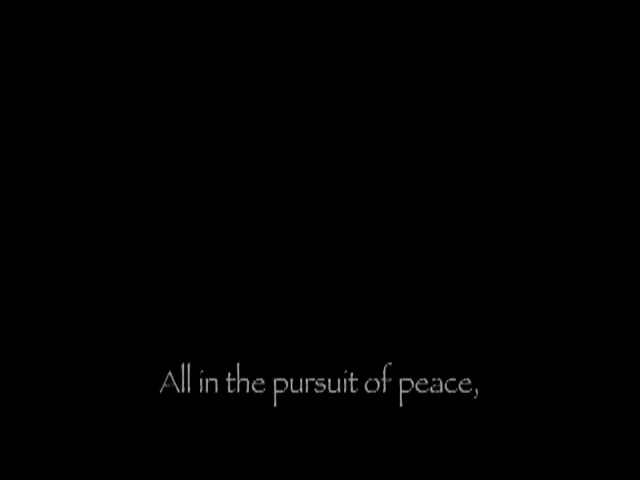 All in the pursuit of peace,